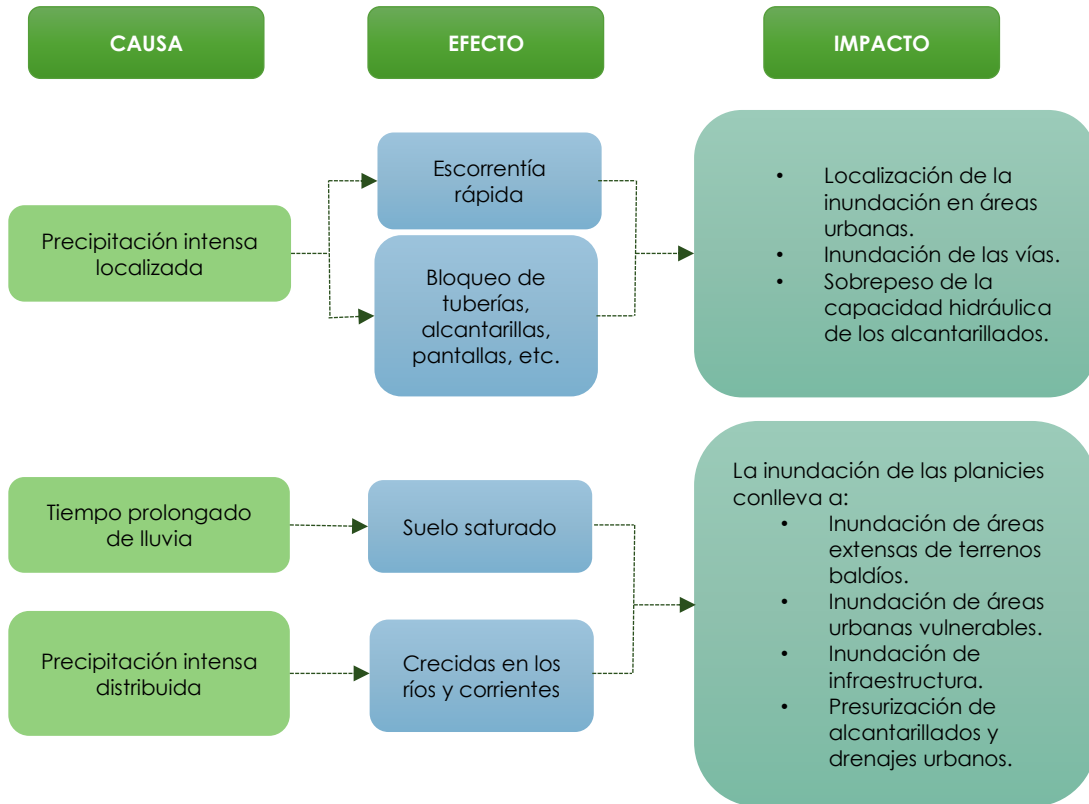 CAUSA
EFECTO
IMPACTO
Precipitación intensa
localizada
Escorrentía
rápida
Bloqueo de
tuberías,
alcantarillas,
pantallas, etc.
• Localización de la
inundación en áreas
urbanas.
• Inundación de las vías.
• Sobrepeso de la
capacidad hidráulica
de los alcantarillados.
Tiempo prolongado
de lluvia
Suelo saturado
Precipitación intensa
distribuida
Crecidas en los
ríos y corrientes
La inundación de las planicies
conlleva a:
• Inundación de áreas
extensas de terrenos
baldíos.
• Inundación de áreas
urbanas vulnerables.
• Inundación de
infraestructura.
• Presurización de
alcantarillados y
drenajes urbanos.